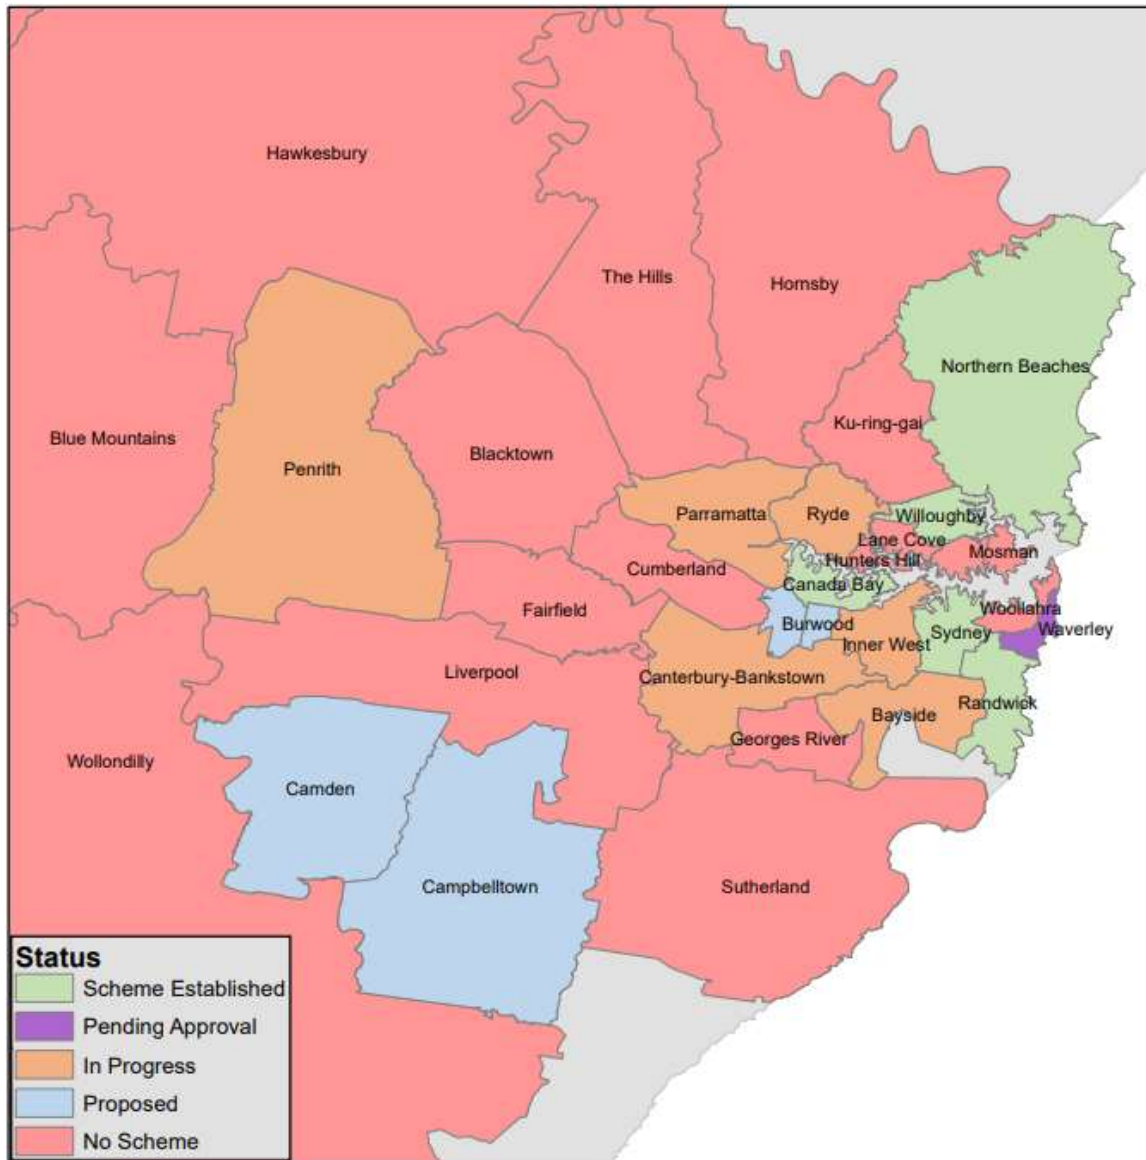 Hawkesbury
The Hills
Hornsby
Northern Beaches
Ku-ring-gai
Blue Mountains
Blacktown
Penrith
Parramatta
Ryde
Willoughby
Lane Cove
Mosman
Hunters Hill
Cumberland
Canada Bay
Fairfield
Woollahra
Burwood
Waverley
Sydney
Inner West
Liverpool
Canterbury-Bankstown
Randwick
Bayside
Georges River
Wollondilly
Camden
Campbelltown
Sutherland
Status
Scheme Established
Pending Approval
In Progress
Proposed
No Scheme